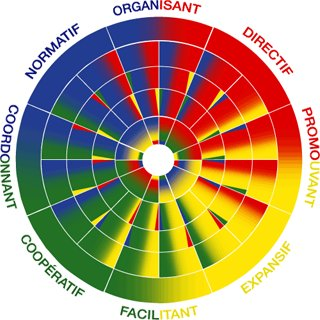 ORGANISANT
DIRECTIF
PROMOUVANT
EXPANSIF
FACILITANT
COOPÉRATIF
COORDONNANT
NORMATIF